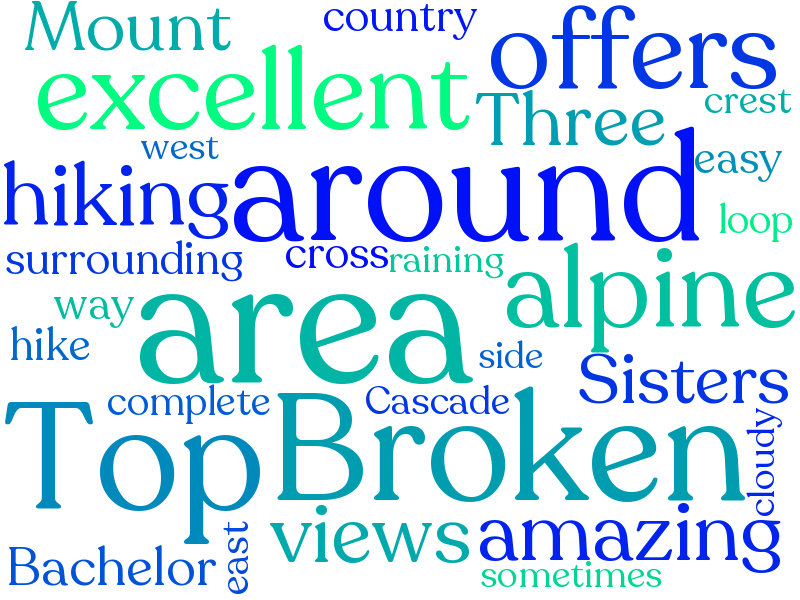 Mount
country
offers
excellent
Three
crest
west
easy
hiking
around
loop
surrounding
cross
raining
alpine
way
area
hike
side
Sisters
complete
Cascade
Top
Broken
cloudy
views
amazing
Bachelor
east
sometimes